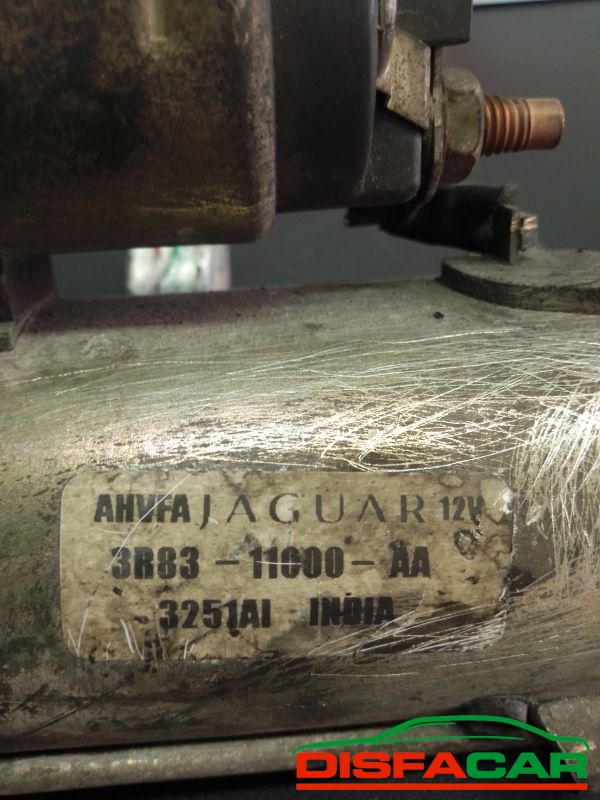 AHVFA JAGUAR 12V
3R83 - 11000 - AA
3251AI INDIA
DISFACAR